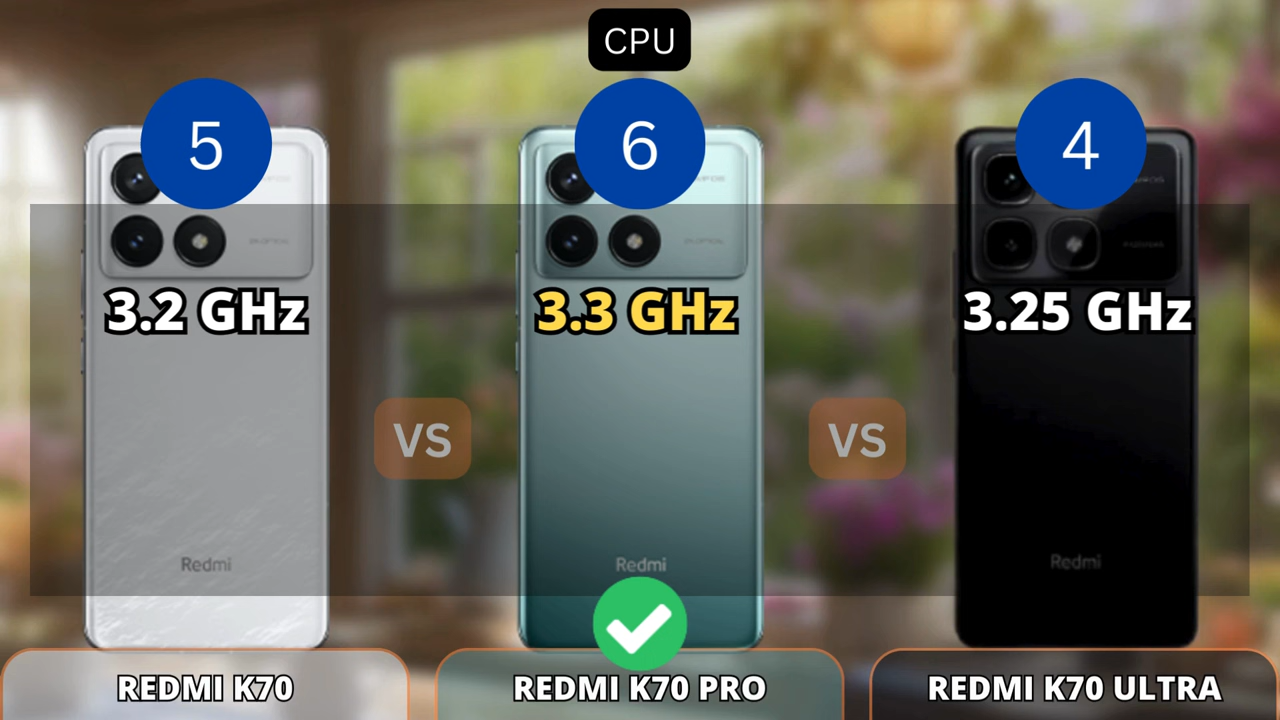 CPU
5
6
4
3.2 GHz
3.3 GHz
3.25 GHz
VS
VS
Redmi
Redmi
Redmi
REDMI K70
REDMI K70 PRO
REDMI K70 ULTRA